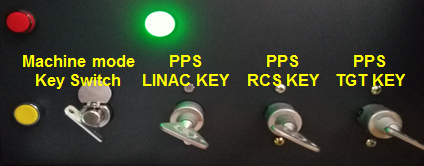 Machine mode
Key Switch
PPS
LINAC KEY
PPS
RCS KEY
PPS
TGT KEY